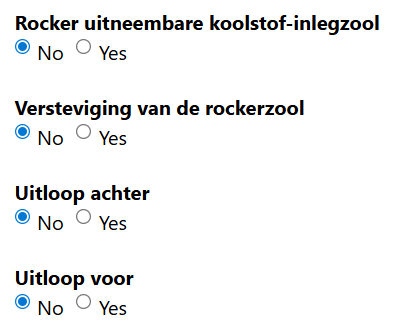 Rocker uitneembare koolstof-inlegzool
No Yes
Versteviging van de rockerzool
No Yes
Uitloop achter
No Yes
Uitloop voor
No Yes